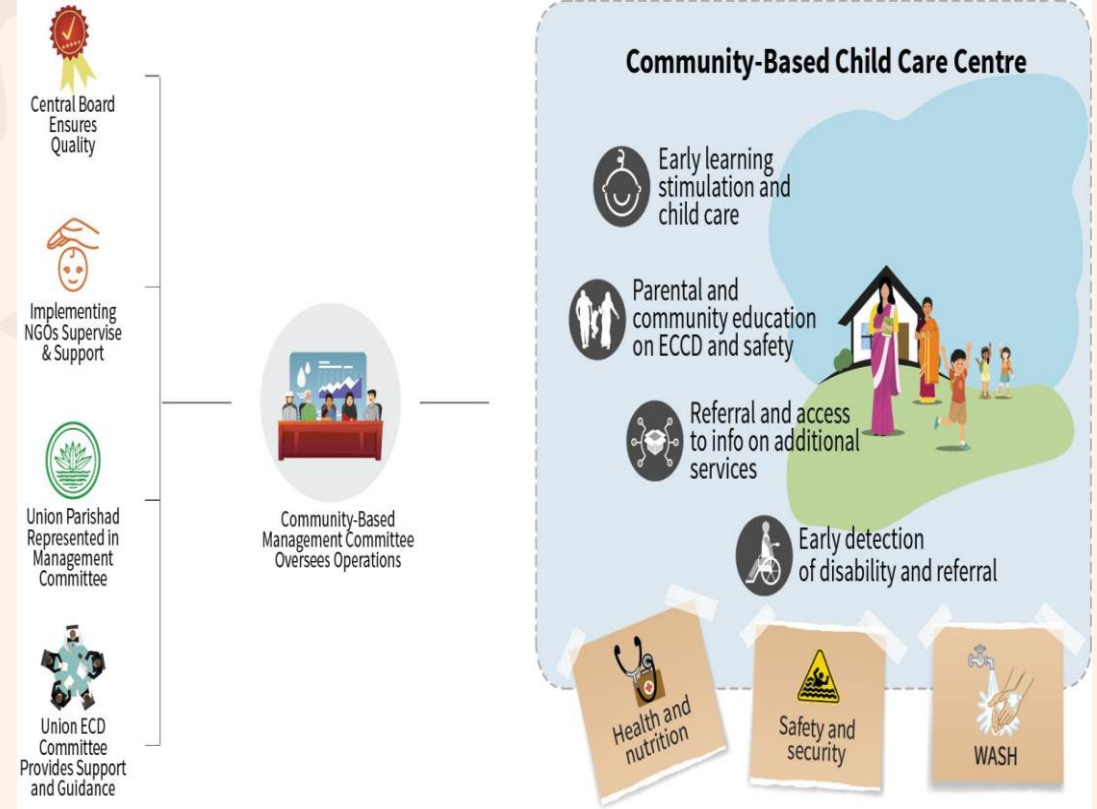 Central Board
Ensures
Quality
Implementing
NGOs Supervise
& Support
Union Parishad
Represented in
Management
Committee
Union ECD
Committee
Provides Support
and Guidance
Community-Based
Management Committee
Oversees Operations
Community-Based Child Care Centre
Early learning
stimulation and
child care
Parental and
community education
on ECCD and safety
Referral and access
to info on additional
services
Early detection
of disability and referral
Health and
nutrition
Safety and
security
WASH